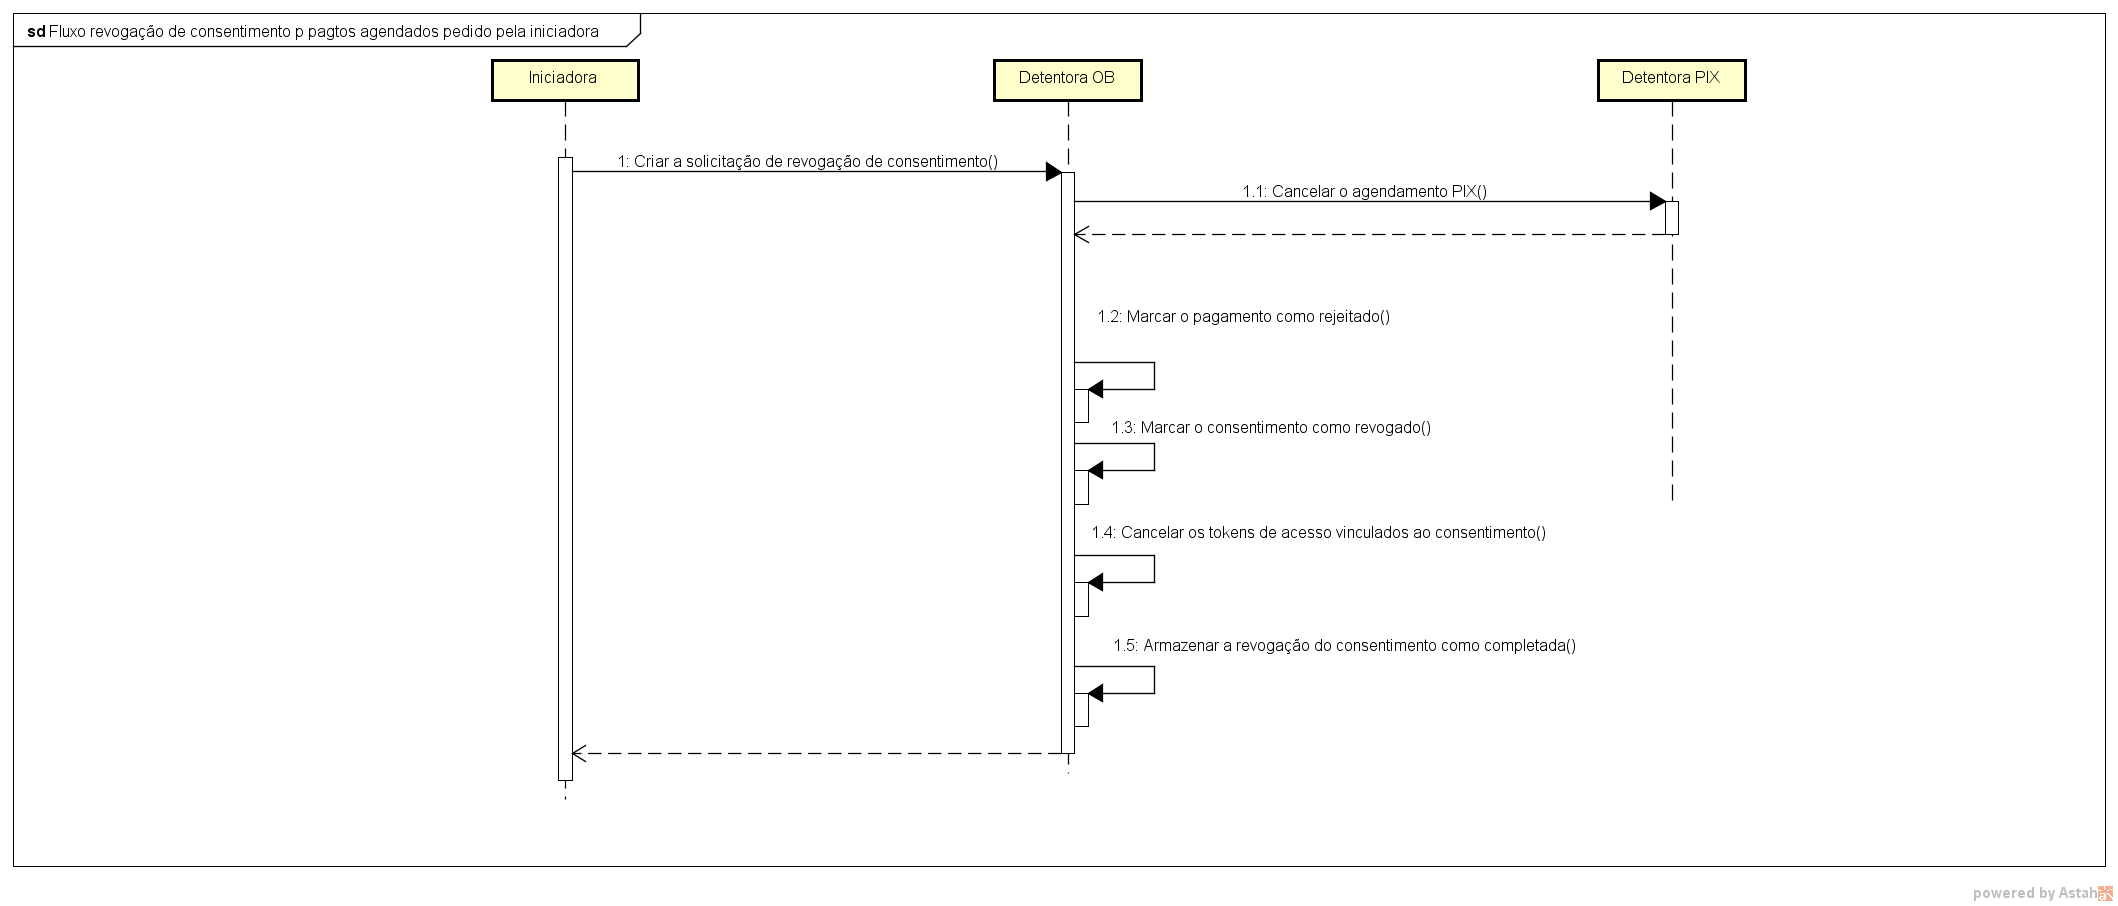 sd Fluxo revogação de consentimento p pagtos agendados pedido pela iniciadora
Iniciadora
Detentora OB
Detentora PIX
1: Criar a solicitação de revogação de consentimento()
1.1: Cancelar o agendamento PIX()
1.2: Marcar o pagamento como rejeitado()
1.3: Marcar o consentimento como revogado()
1.4: Cancelar os tokens de acesso vinculados ao consentimento()
1.5: Armazenar a revogação do consentimento como completada()
powered by Astah